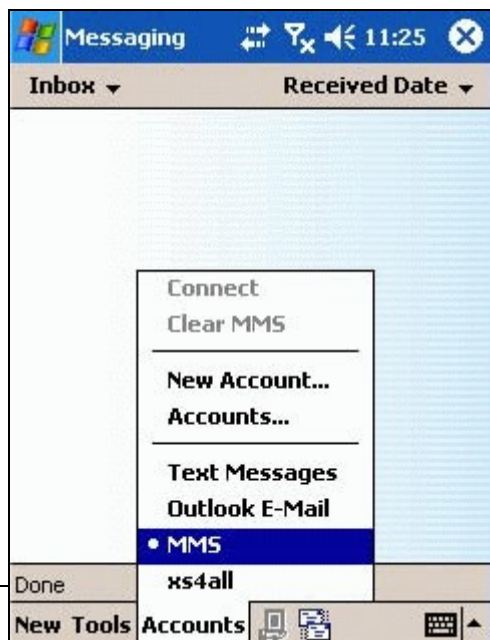 Messaging 11:25
Inbox Received Date
Connect
Clear MMS
New Account...
Accounts...
Text Messages
Outlook E-Mail
• MMS
xs4all
Done
New Tools Accounts